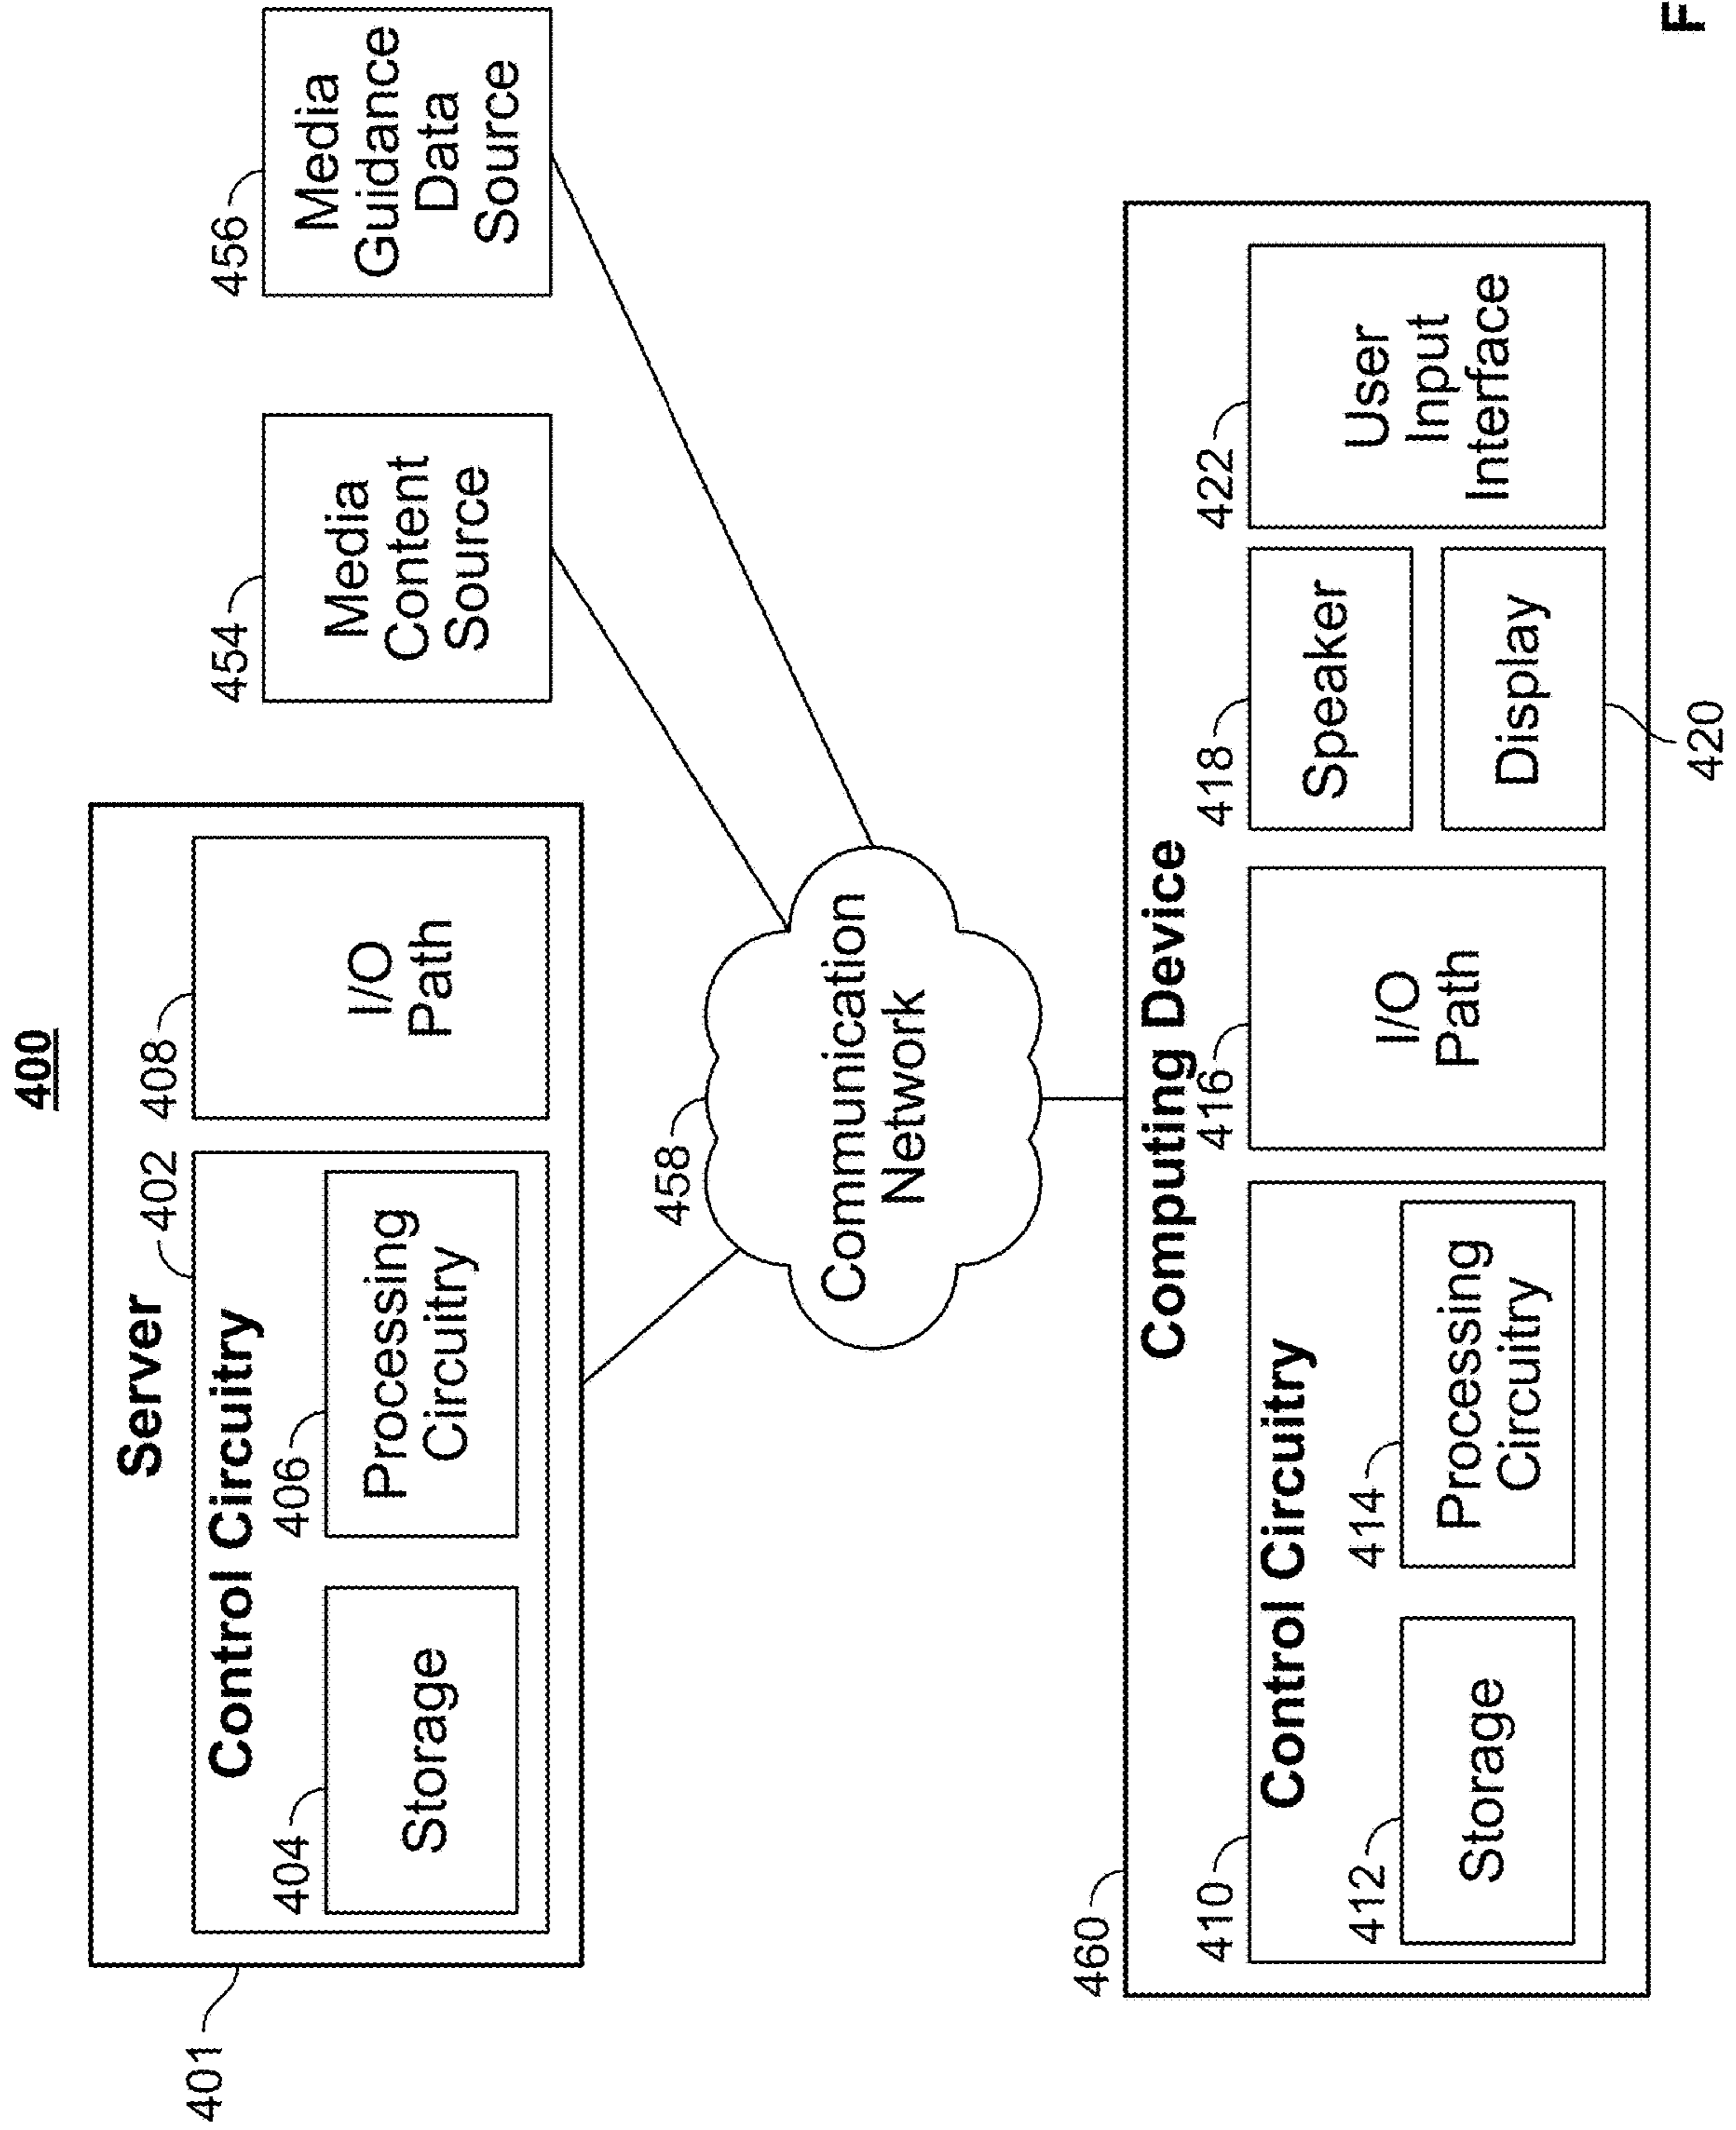 400
401
Server
402
Control Circuitry
404
Storage
406
Processing
Circuitry
408
I/O
Path
454
Media
Content
Source
456
Media
Guidance
Data
Source
458
Communication
Network
460
Computing Device
410
Control Circuitry
412
Storage
414
Processing
Circuitry
416
I/O
Path
418
Speaker
Display
420
422
User
Input
Interface
F